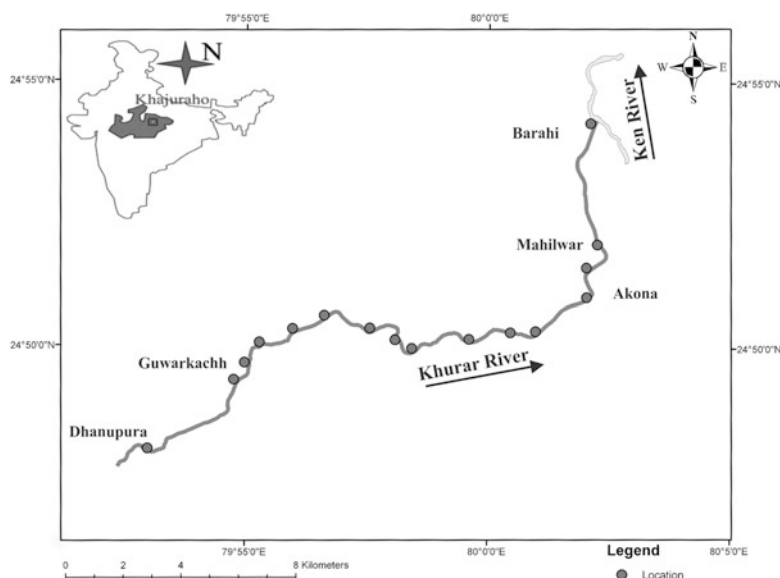 79°55'0"E 80°0'0"E
N
Khajuraho
N
W E
S
24°55'0"N 24°55'0"N
Barahi
Ken River
Mahilwar
Akona
24°50'0"N 24°50'0"N
Guwarkachh
Khurar River
Dhanupura
79°55'0"E 80°0'0"E 80°5'0"E
Legend
0 2 4 8 Kilometers
Location